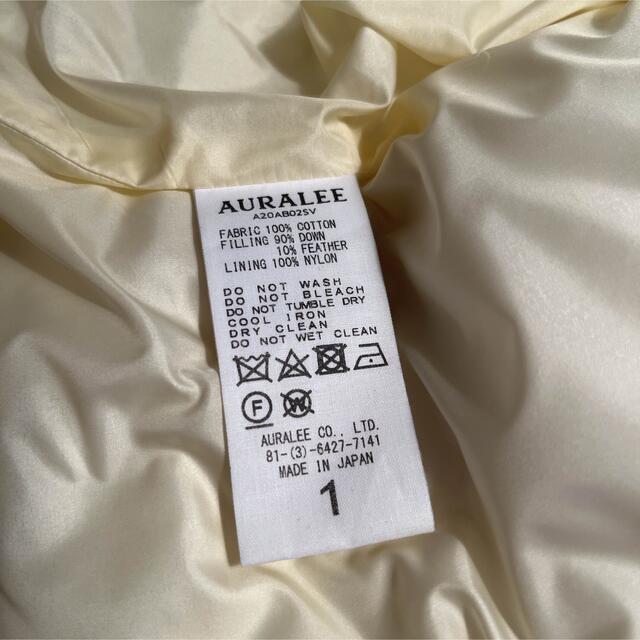 AURALEE
A20AB02SV
FABRIC 100% COTTON
FILLING 90% DOWN
10% FEATHER
LINING 100% NYLON
DO NOT WASH
DO NOT BLEACH
DO NOT TUMBLE DRY
COOL IRON
DRY CLEAN
DO NOT WET CLEAN
F W
AURALEE CO., LTD.
81-(3)-6427-7141
MADE IN JAPAN
1